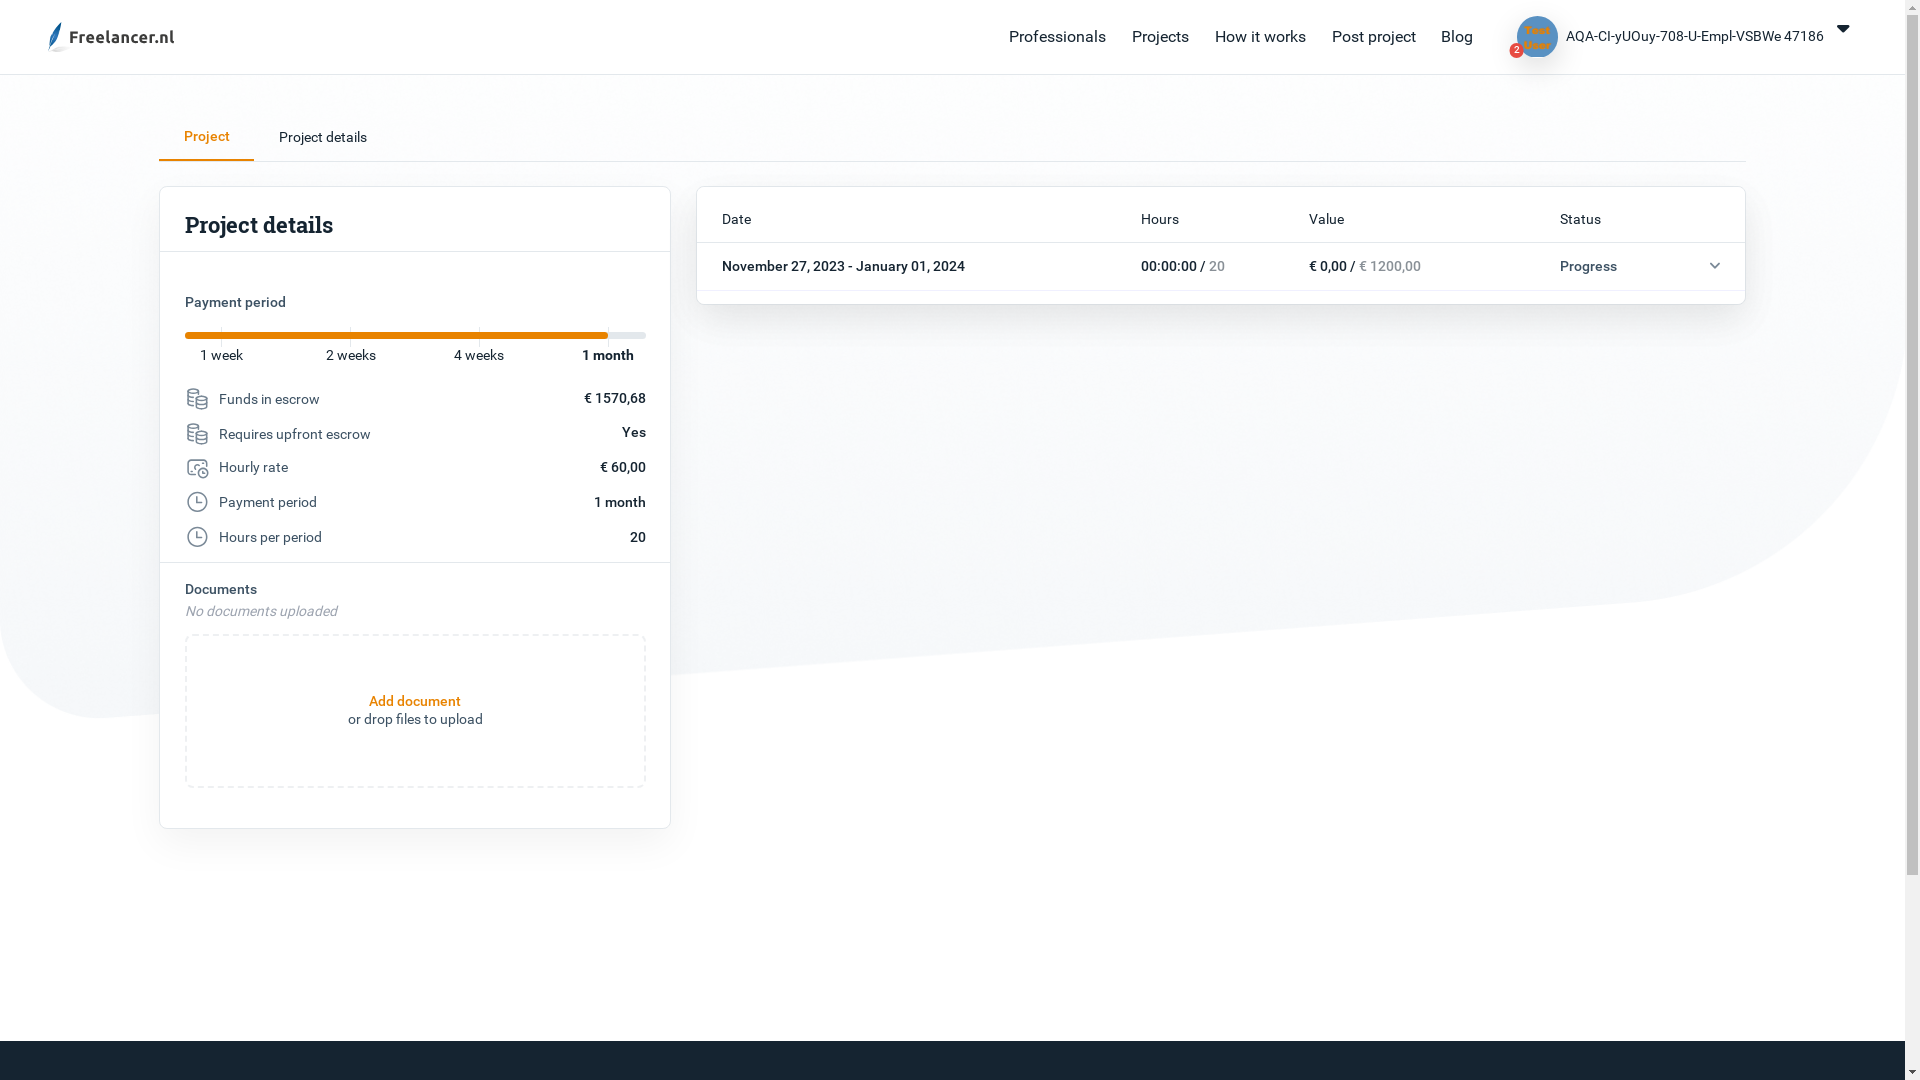 Freelancer.nl
Professionals
Projects
How it works
Post project
Blog
Test
User
2
AQA-CI-yUOuy-708-U-Empl-VSBWe 47186
Project
Project details
Project details
Payment period
1 week
2 weeks
4 weeks
1 month
Funds in escrow € 1570,68
Requires upfront escrow Yes
Hourly rate € 60,00
Payment period 1 month
Hours per period 20
Documents
No documents uploaded
Add document
or drop files to upload
Date Hours Value Status
November 27, 2023 - January 01, 2024 00:00:00 / 20 € 0,00 / € 1200,00 Progress